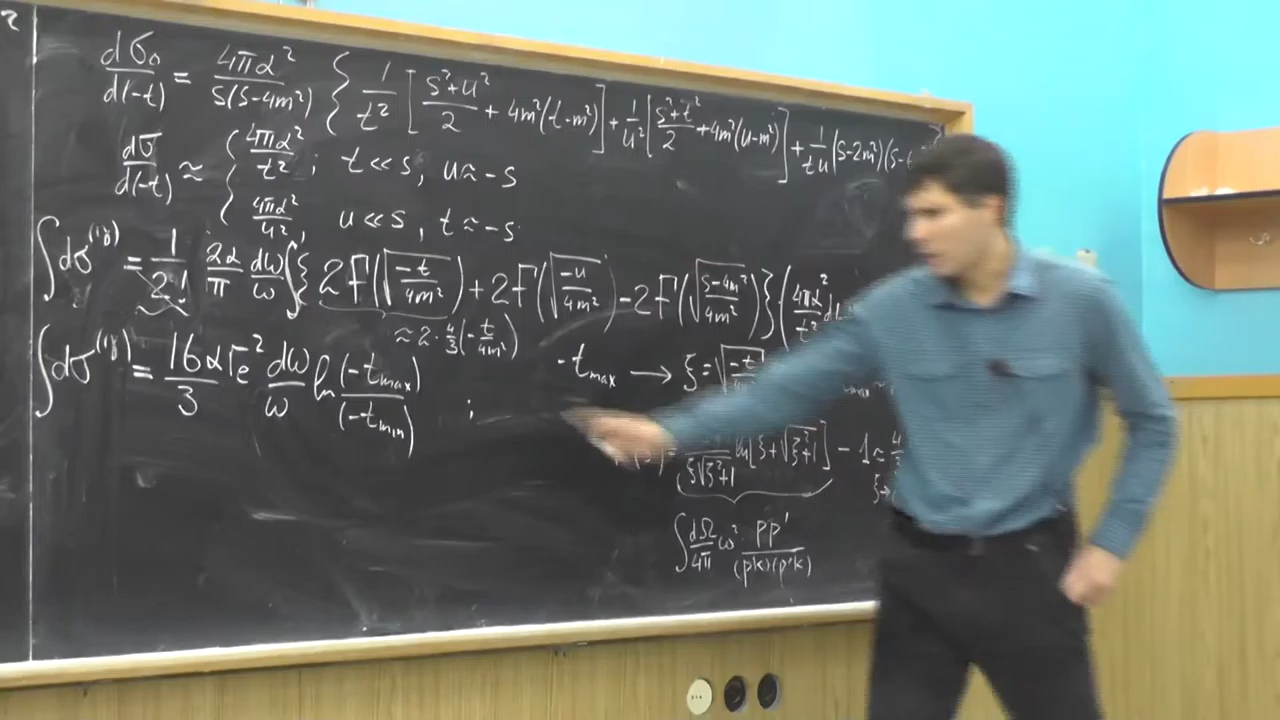 2
dσ₀/d(-t) = 4πα²/(s(s-4m²)) { 1/t² [ (s²+u²)/2 + 4m²(t-m²) ] + 1/u² [ (s²+t²)/2 + 4m²(u-m²) ] + 1/(tu) (s-2m²)(s-
dσ/d(-t) ≈ { 4πα²/t² ; t ≪ s, u ≈ -s
4πα²/u² , u ≪ s, t ≈ -s
∫dσ^(1γ) = 1/2! 2α/π dω/ω ∫{ 2F(√(-t/4m²)) + 2F(√(-u/4m²)) - 2F(√((s-4m²)/4m²)) } ( 4πα²/t² d
≈ 2·4/3 (-t/4m²)
∫dσ^(1γ) = 16αr_e²/3 dω/ω ln (-t_max)/(-t_min) ;
-t_max → ξ = √(-t/
ln[ξ+√(ξ²+1)] - 1 ≈ 4/
ξ√(ξ²+1)
ξ→
∫ dΩ/4π ω² pp'/((pk)(p'k))